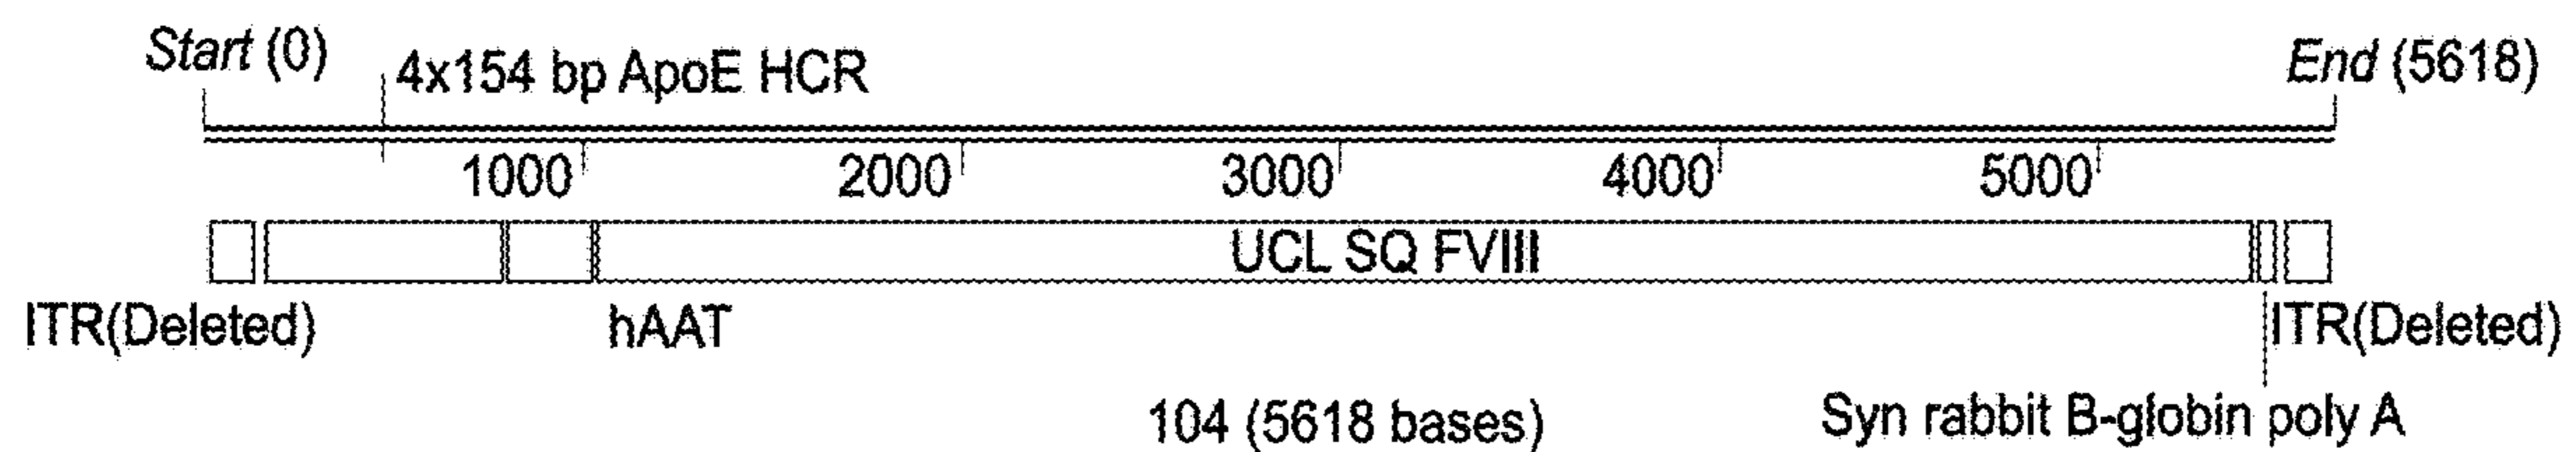 Start (0)
4x154 bp ApoE HCR
End (5618)
1000
2000
3000
4000
5000
UCL SQ FVIII
ITR(Deleted)
hAAT
ITR(Deleted)
104 (5618 bases)
Syn rabbit B-globin poly A